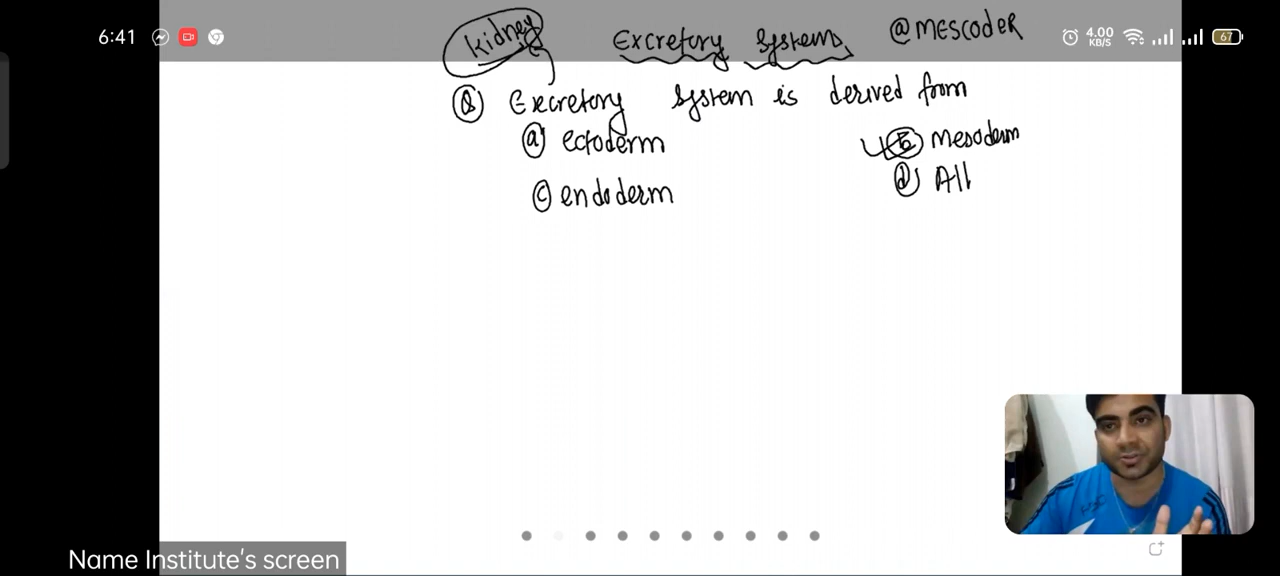 6:41
4.00 KB/S
67
Kidney
Excretory System
@MESCODER
Q Excretory System is derived from
a ectoderm
b mesoderm
c endoderm
d All
Name Institute's screen